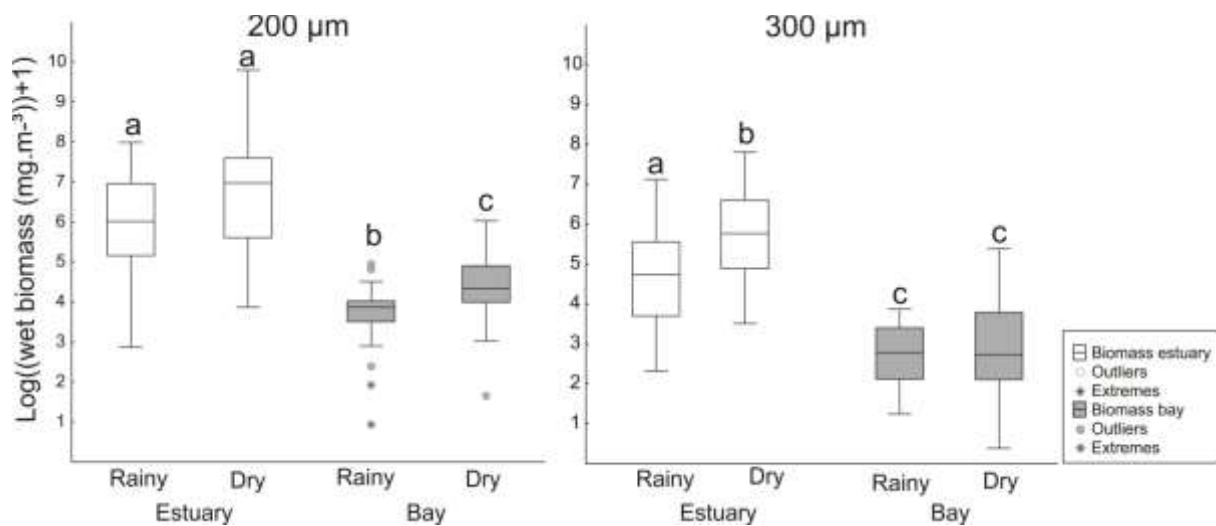 200 µm
Log((wet biomass (mg.m-³))+1)
10
9
8
7
6
5
4
3
2
1
a
a
b
c
Rainy
Dry
Rainy
Dry
Estuary
Bay
300 µm
10
9
8
7
6
5
4
3
2
1
a
b
c
c
Rainy
Dry
Rainy
Dry
Estuary
Bay
Biomass estuary
Outliers
Extremes
Biomass bay
Outliers
Extremes